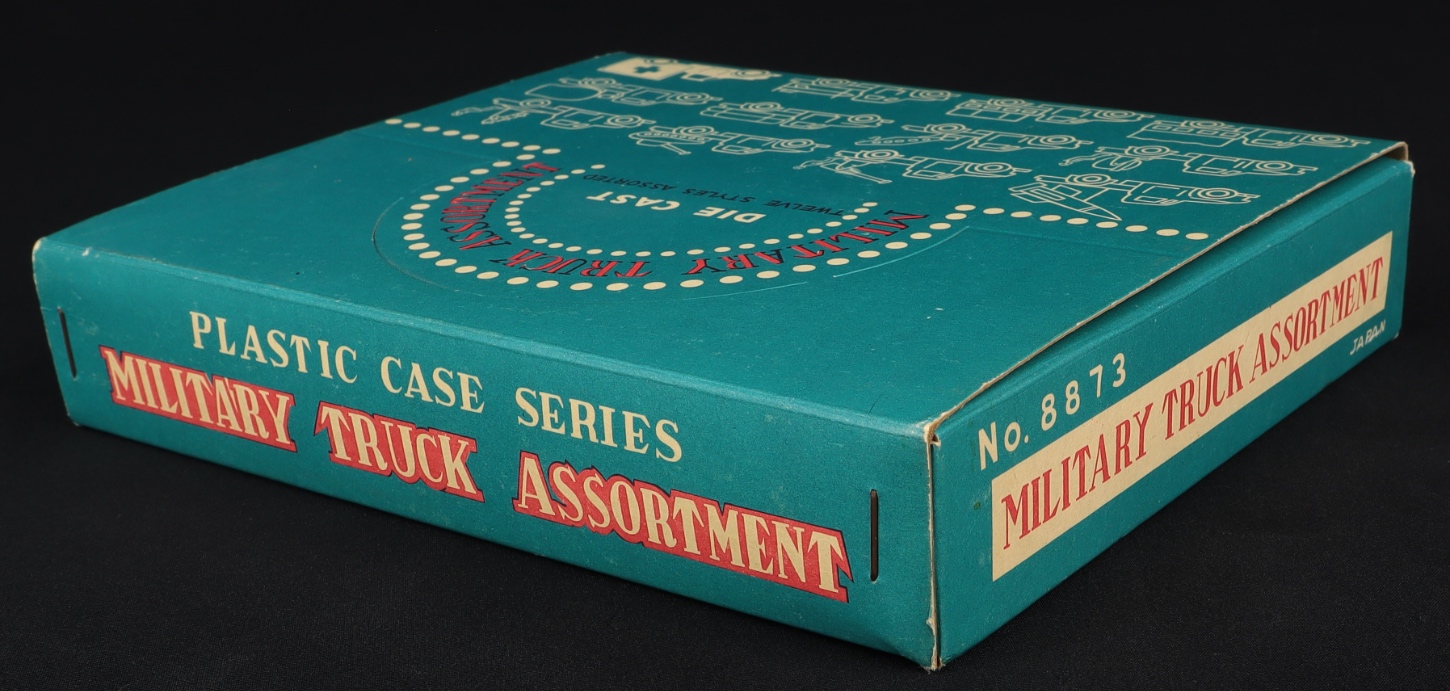 DIE CAST
TWELVE STYLES ASSORTED
MILITARY TRUCK ASSORTMENT
PLASTIC CASE SERIES
MILITARY TRUCK ASSORTMENT
No. 8873
MILITARY TRUCK ASSORTMENT
JAPAN